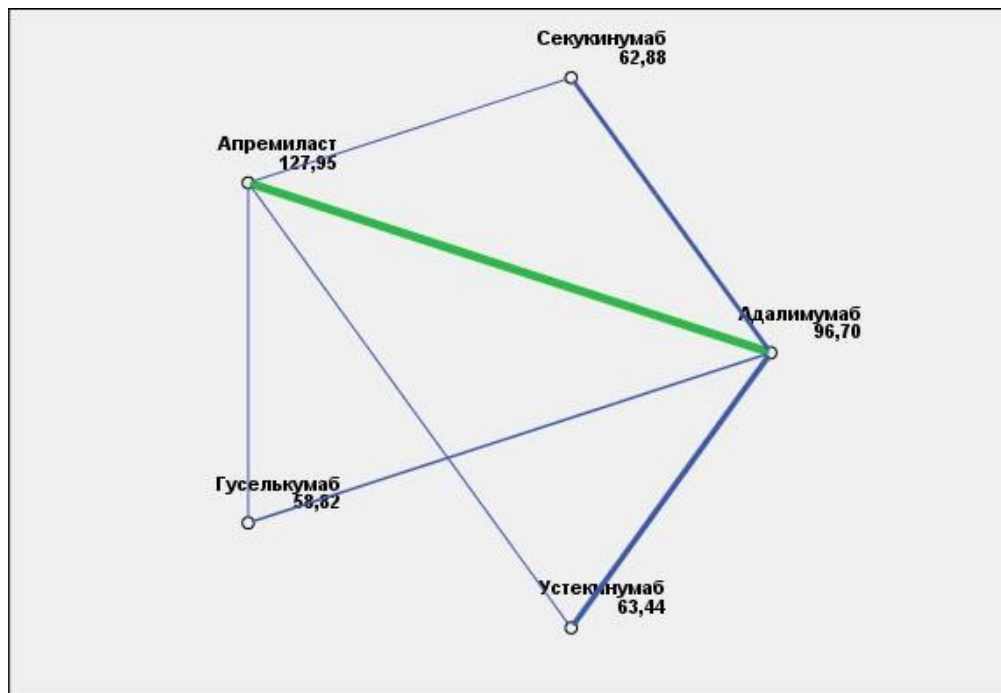 Секукинумаб
62,88
Апремиласт
127,95
Адалимумаб
96,70
Гуселькумаб
58,82
Устекинумаб
63,44